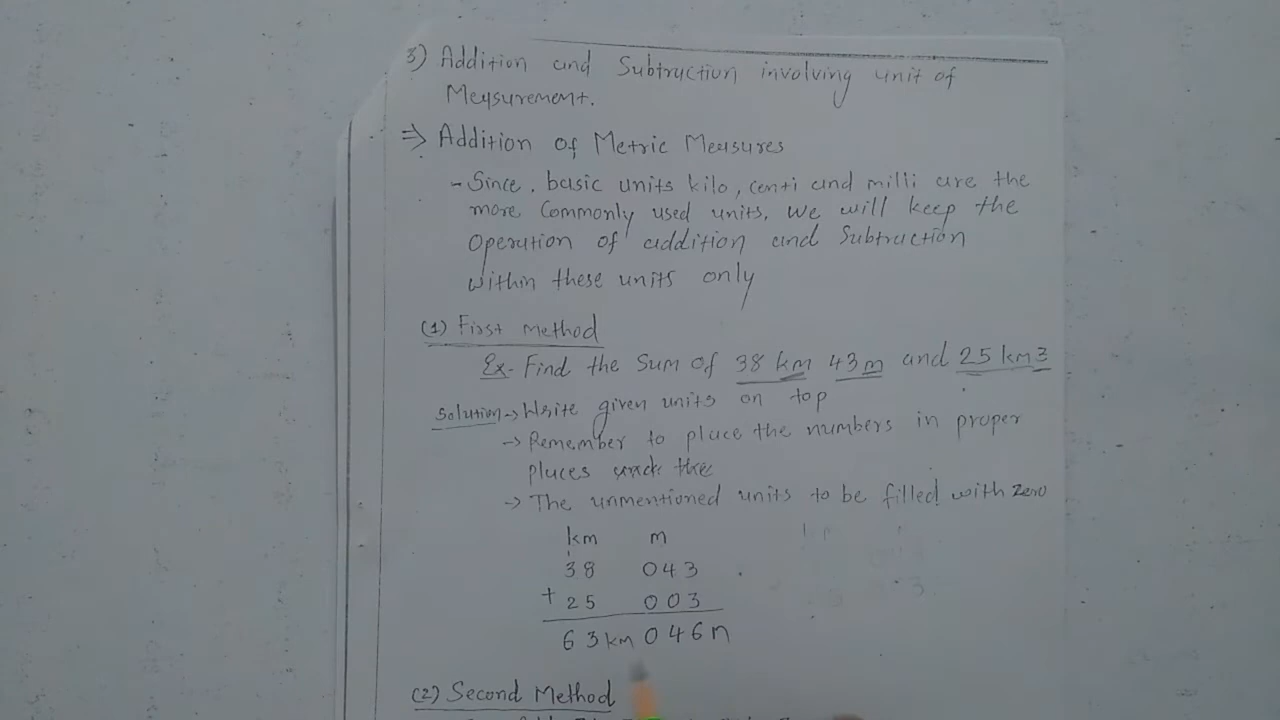 3) Addition and Subtraction involving unit of
Measurement.
⇒ Addition of Metric Measures
- Since, basic units kilo, centi and milli are the
more commonly used units, we will keep the
operation of addition and subtraction
within these units only
(1) First method
Ex- Find the sum of 38 km 43 m and 25 km 3
Solution → Write given units on top
→ Remember to place the numbers in proper
places
→ The unmentioned units to be filled with zero
km m
38 043
+ 25 003
63 km 046 m
(2) Second Method